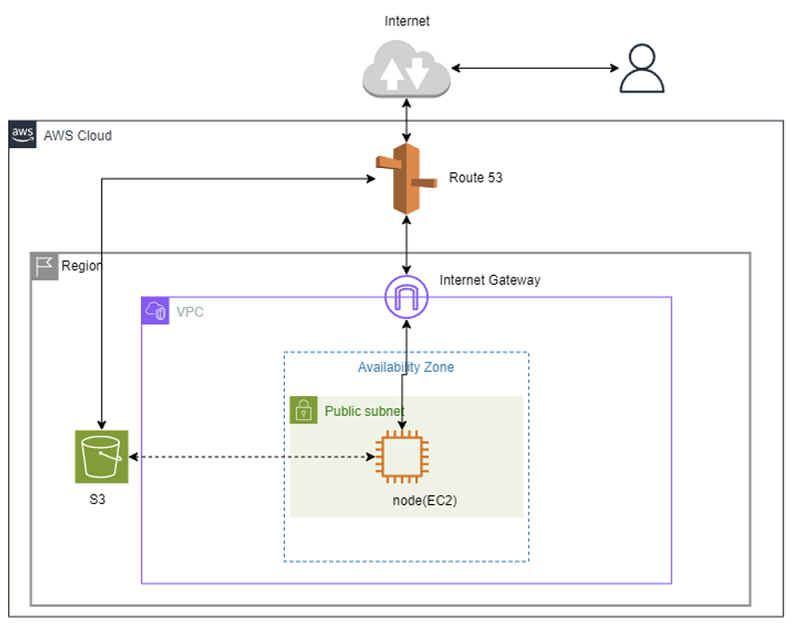 Internet
aws
AWS Cloud
Route 53
Region
Internet Gateway
VPC
Availability Zone
Public subnet
S3
node(EC2)